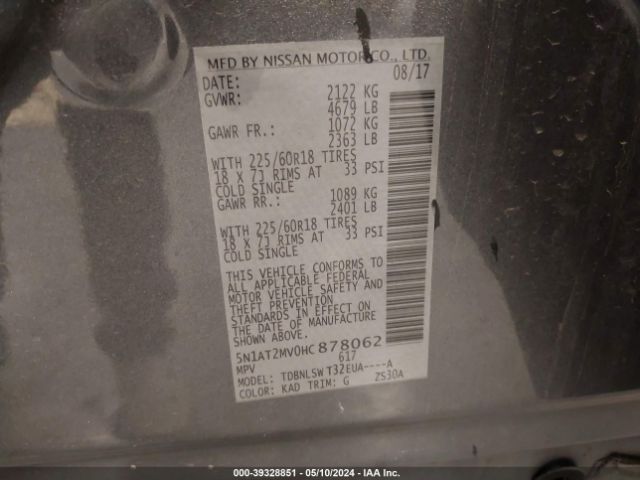 MFD BY NISSAN MOTOR CO., LTD.
DATE: 08/17
GVWR: 2122 KG
4679 LB
GAWR FR.: 1072 KG
2363 LB
WITH 225/60R18 TIRES
18 X 7J RIMS AT 33 PSI
COLD SINGLE
GAWR RR.: 1089 KG
2401 LB
WITH 225/60R18 TIRES
18 X 7J RIMS AT 33 PSI
COLD SINGLE
THIS VEHICLE CONFORMS TO
ALL APPLICABLE FEDERAL
MOTOR VEHICLE SAFETY AND
THEFT PREVENTION
STANDARDS IN EFFECT ON
THE DATE OF MANUFACTURE
SHOWN ABOVE.
5N1AT2MV0HC878062
MPV 617
MODEL: TDBNLSW T32EUA----A
COLOR: KAD TRIM: G ZS30A
000-39328851 - 05/10/2024 - IAA Inc.